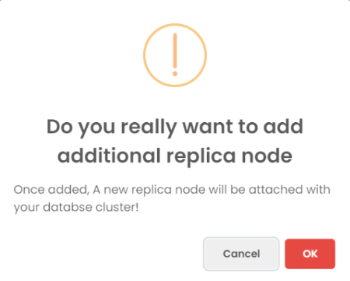 Do you really want to add
additional replica node
Once added, A new replica node will be attached with
your databse cluster!
Cancel
OK